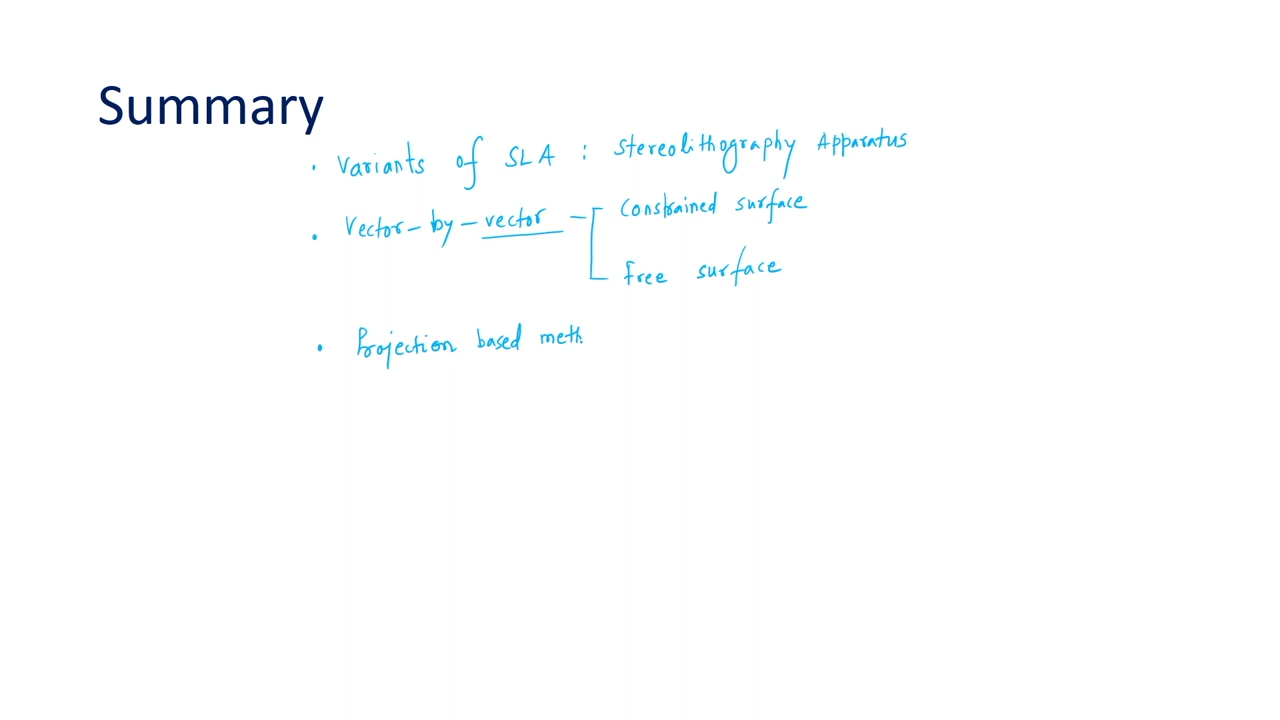 Summary
. Variants of SLA : Stereolithography Apparatus
. Vector-by-vector - Constrained surface
Free surface
. Projection based meth